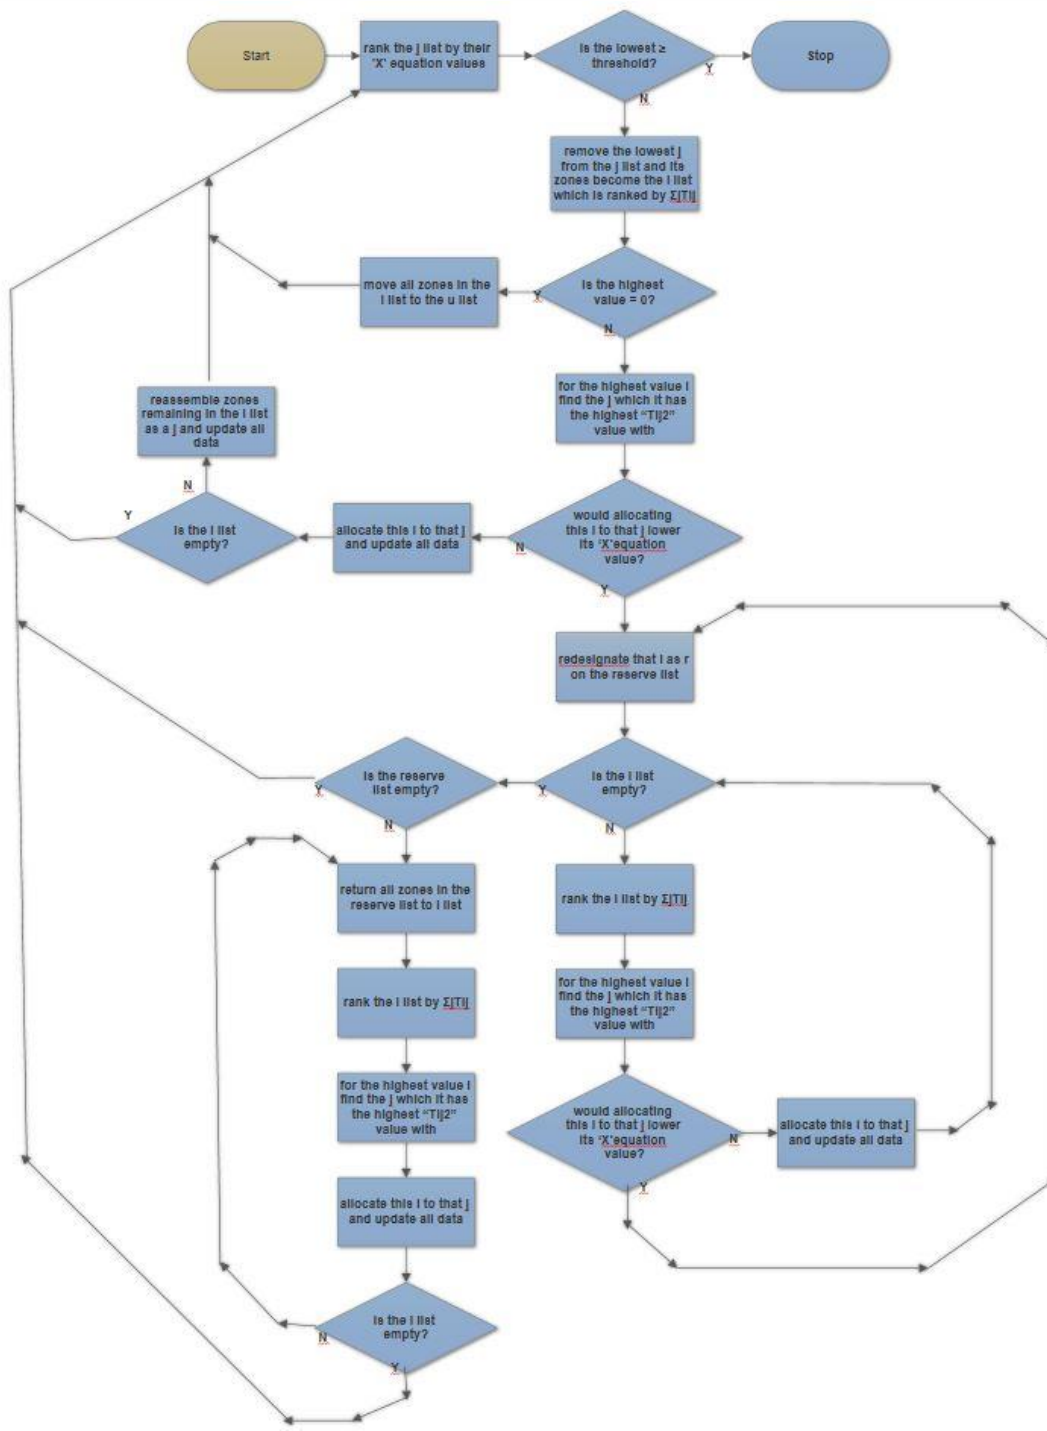 Start
rank the j list by their
'X' equation values
Is the lowest ≥
threshold?
Y
Stop
N
remove the lowest j
from the j list and its
zones become the i list
which is ranked by ΣjTij
move all zones in the
i list to the u list
Y
Is the highest
value = 0?
N
for the highest value i
find the j which it has
the highest “Tij2”
value with
reassemble zones
remaining in the i list
as a j and update all
data
N
Y
Is the i list
empty?
allocate this i to that j
and update all data
N
would allocating
this i to that j lower
its 'X'equation
value?
Y
redesignate that i as r
on the reserve list
Is the reserve
list empty?
Y
N
Y
Is the i list
empty?
N
return all zones in the
reserve list to i list
rank the i list by ΣjTij
rank the i list by ΣjTij
for the highest value i
find the j which it has
the highest “Tij2”
value with
for the highest value i
find the j which it has
the highest “Tij2”
value with
would allocating
this i to that j lower
its 'X'equation
value?
N
allocate this i to that j
and update all data
Y
allocate this i to that j
and update all data
Is the i list
empty?
N
Y